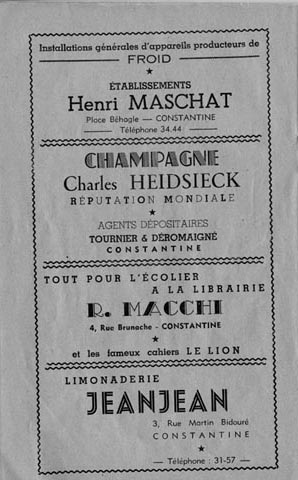 Installations générales d'appareils producteurs de
— FROID —
★
ÉTABLISSEMENTS
Henri MASCHAT
Place Béhagle — CONSTANTINE
Téléphone 34.44
CHAMPAGNE
Charles HEIDSIECK
RÉPUTATION MONDIALE
★
AGENTS DÉPOSITAIRES
TOURNIER & DÉROMAIGNÉ
CONSTANTINE
TOUT POUR L'ÉCOLIER
A LA LIBRAIRIE
R. MACCHI
4, Rue Brunache - CONSTANTINE
★
et les fameux cahiers LE LION
LIMONADERIE
JEANJEAN
3, Rue Martin Bidouré
CONSTANTINE
★
— Téléphone : 31-57 —